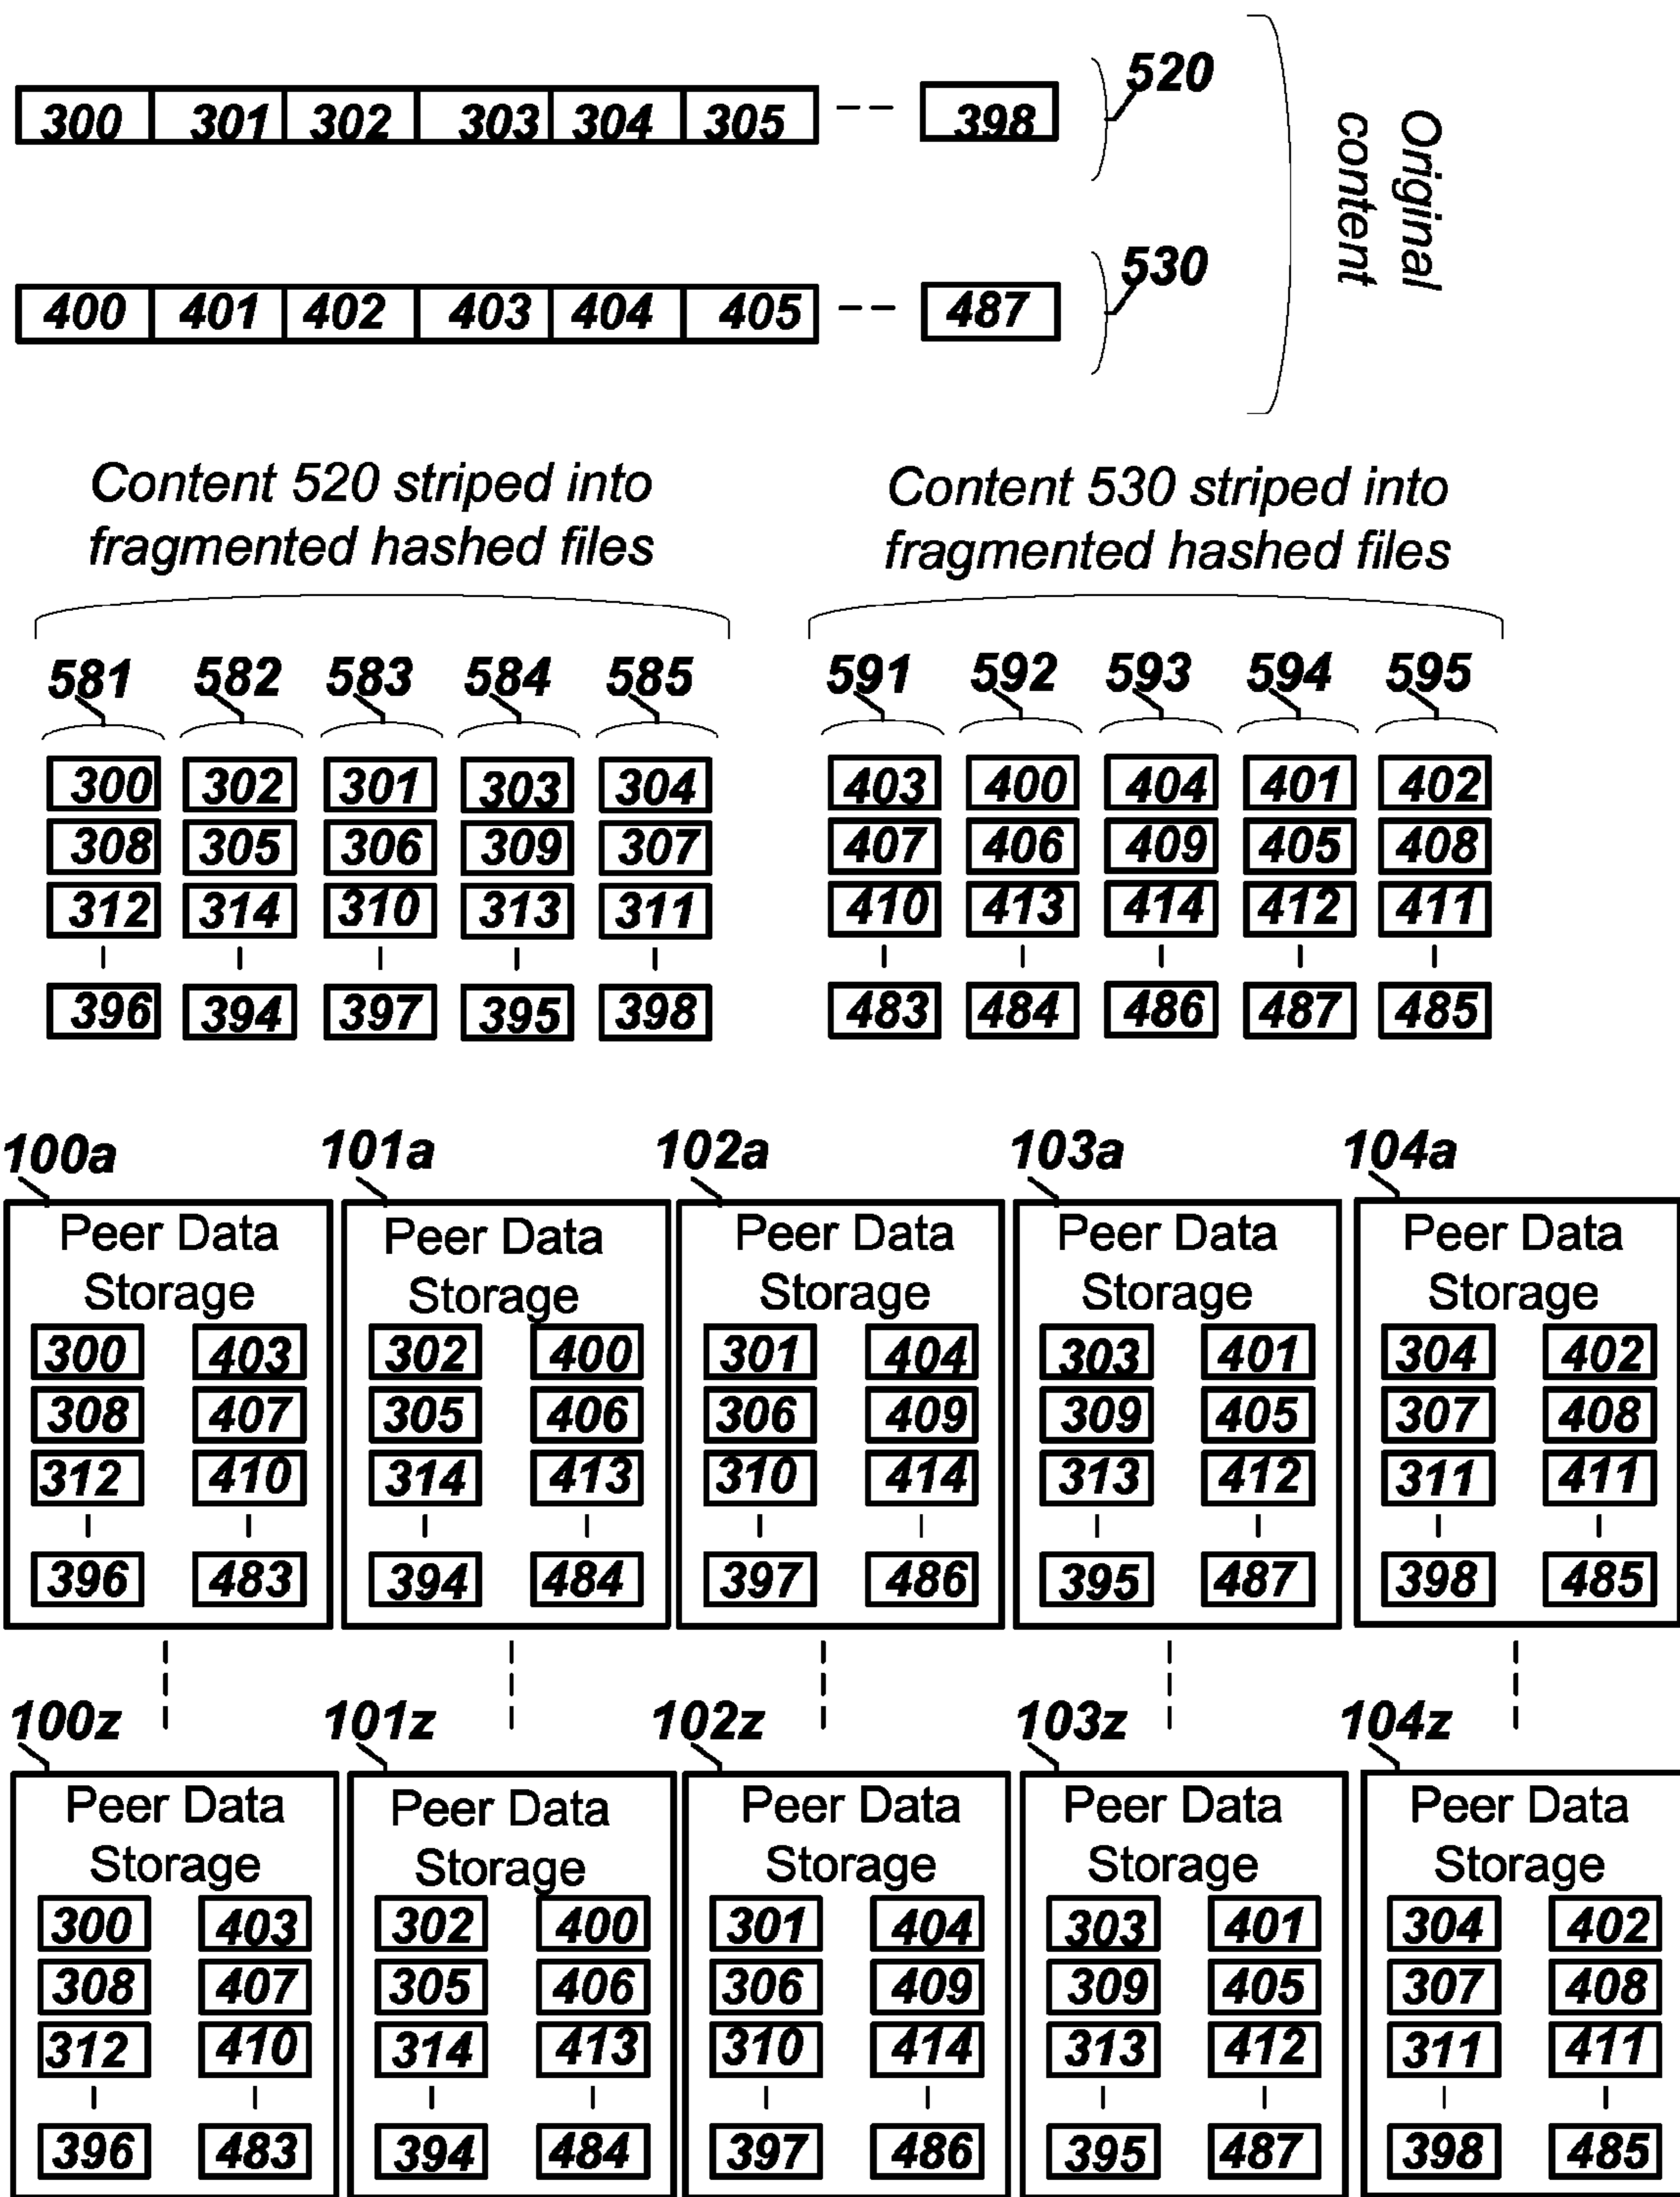 300 301 302 303 304 305 -- 398 520
400 401 402 403 404 405 -- 487 530
Original
content
Content 520 striped into
fragmented hashed files
Content 530 striped into
fragmented hashed files
581 582 583 584 585 591 592 593 594 595
300 302 301 303 304 403 400 404 401 402
308 305 306 309 307 407 406 409 405 408
312 314 310 313 311 410 413 414 412 411
396 394 397 395 398 483 484 486 487 485
100a 101a 102a 103a 104a
Peer Data Peer Data Peer Data Peer Data Peer Data
Storage Storage Storage Storage Storage
300 403 302 400 301 404 303 401 304 402
308 407 305 406 306 409 309 405 307 408
312 410 314 413 310 414 313 412 311 411
396 483 394 484 397 486 395 487 398 485
100z 101z 102z 103z 104z
Peer Data Peer Data Peer Data Peer Data Peer Data
Storage Storage Storage Storage Storage
300 403 302 400 301 404 303 401 304 402
308 407 305 406 306 409 309 405 307 408
312 410 314 413 310 414 313 412 311 411
396 483 394 484 397 486 395 487 398 485